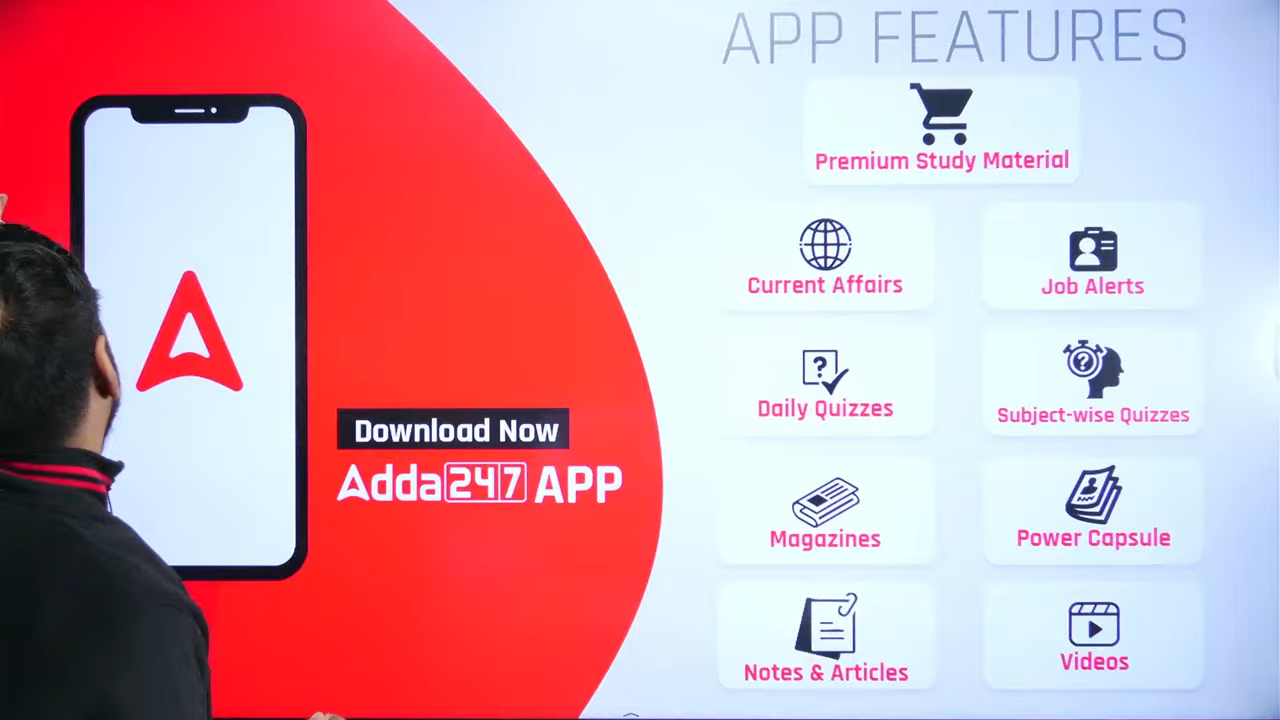 APP FEATURES
Premium Study Material
Current Affairs
Job Alerts
Daily Quizzes
Subject-wise Quizzes
Magazines
Power Capsule
Notes & Articles
Videos
Download Now
Adda247 APP